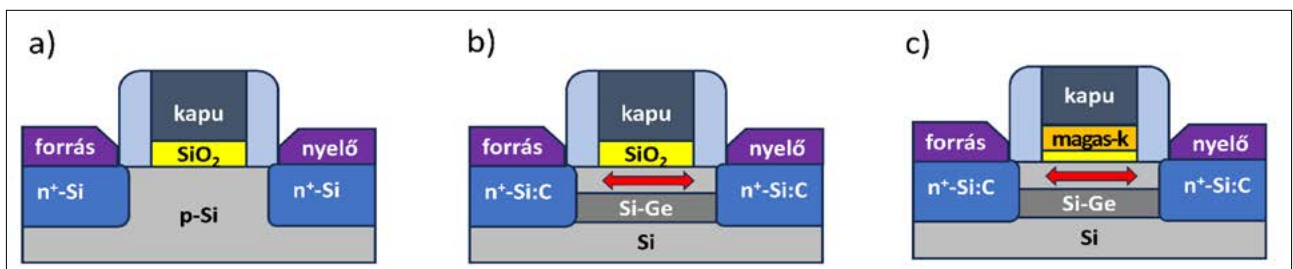 a)
kapu
forrás
SiO₂
nyelő
n⁺-Si
p-Si
n⁺-Si
b)
kapu
forrás
SiO₂
nyelő
n⁺-Si:C
Si-Ge
n⁺-Si:C
Si
c)
kapu
forrás
magas-k
nyelő
n⁺-Si:C
Si-Ge
n⁺-Si:C
Si